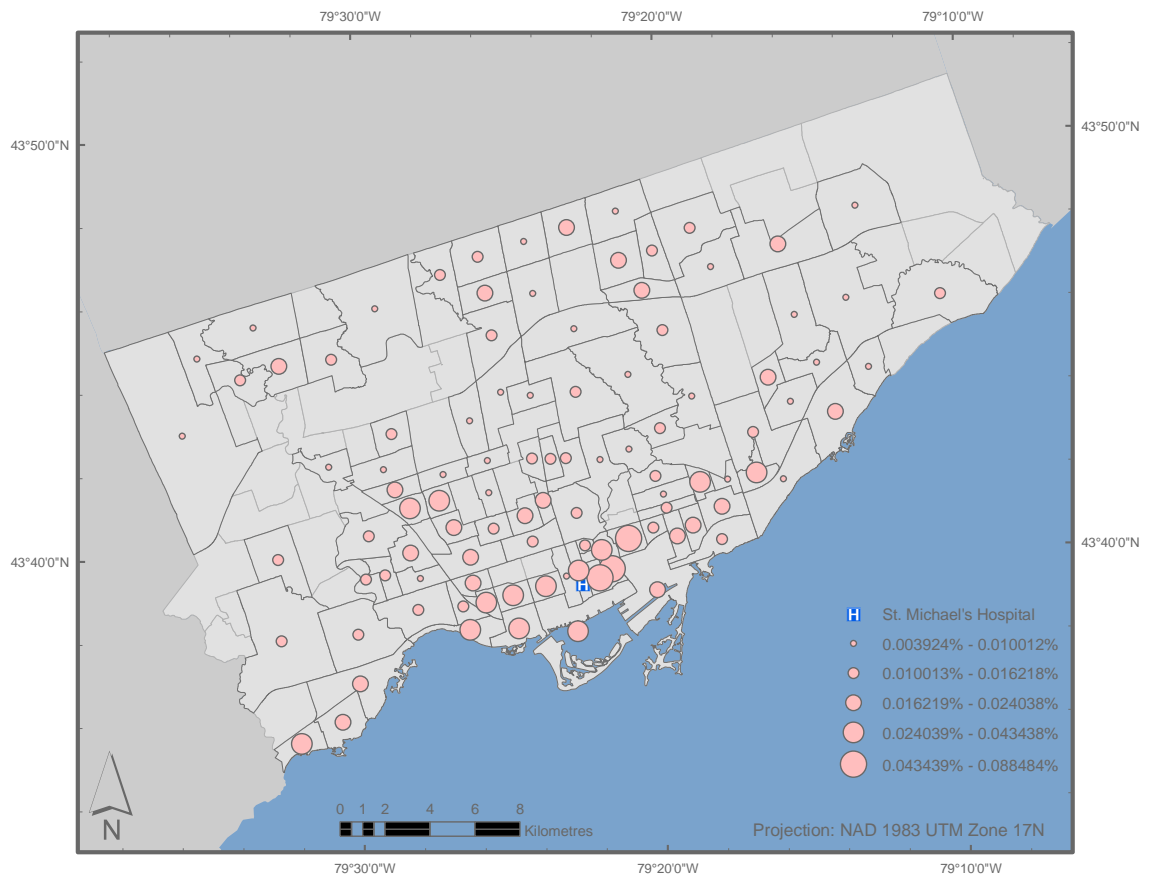 79°30'0"W 79°20'0"W 79°10'0"W
43°50'0"N 43°50'0"N
43°40'0"N 43°40'0"N
H
H St. Michael's Hospital
0.003924% - 0.010012%
0.010013% - 0.016218%
0.016219% - 0.024038%
0.024039% - 0.043438%
0.043439% - 0.088484%
0 1 2 4 6 8
Kilometres
N
Projection: NAD 1983 UTM Zone 17N
79°30'0"W 79°20'0"W 79°10'0"W